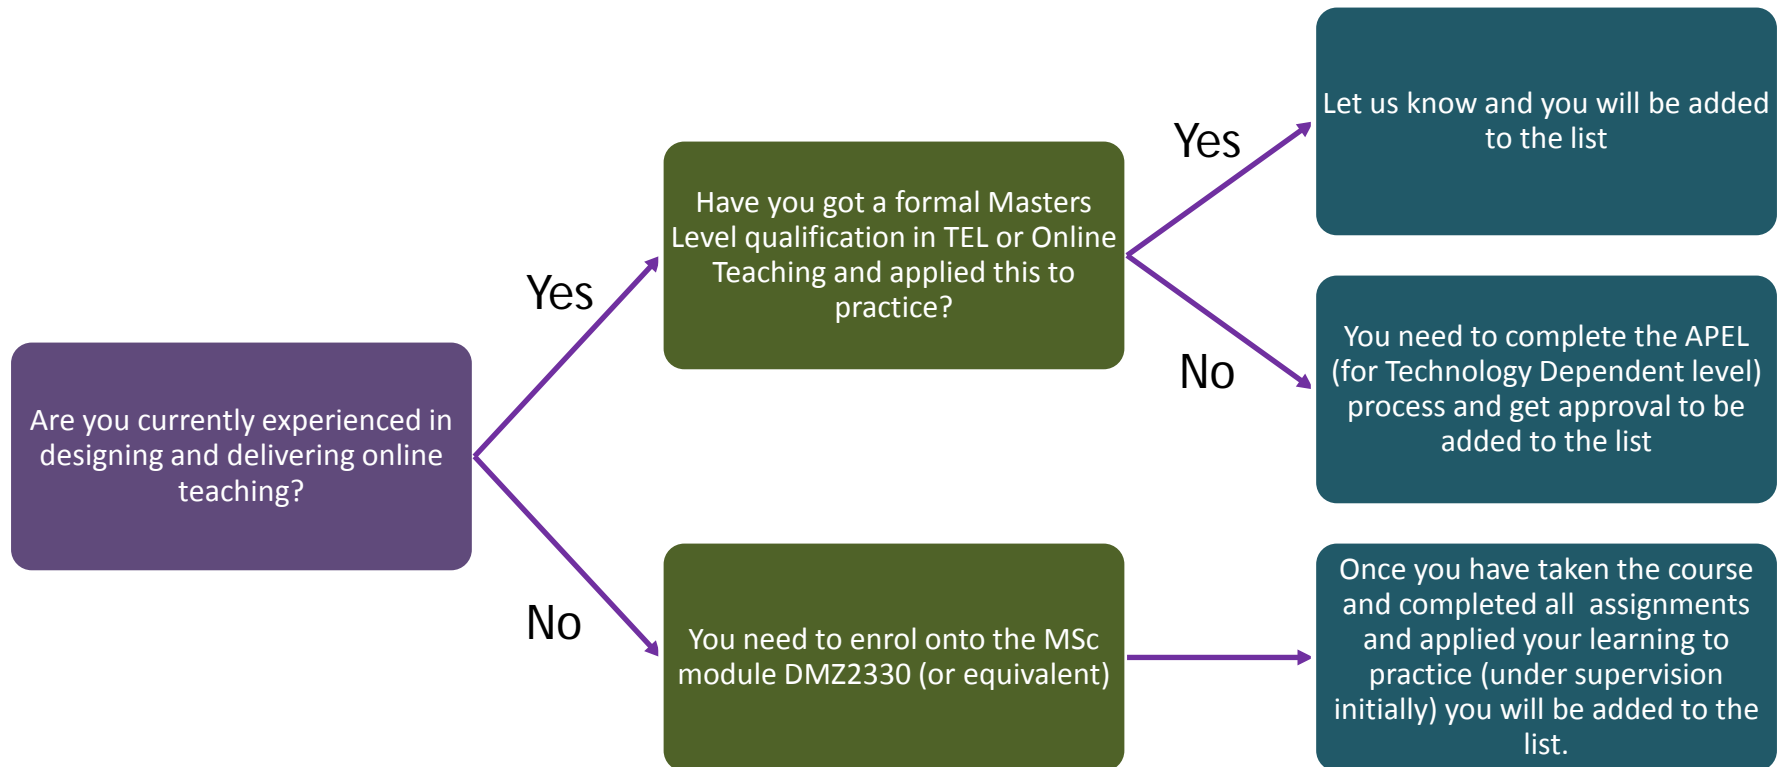 Are you currently experienced in
designing and delivering online
teaching?
Yes
No
Have you got a formal Masters
Level qualification in TEL or Online
Teaching and applied this to
practice?
You need to enrol onto the MSc
module DMZ2330 (or equivalent)
Yes
No
Let us know and you will be added
to the list
You need to complete the APEL
(for Technology Dependent level)
process and get approval to be
added to the list
Once you have taken the course
and completed all assignments
and applied your learning to
practice (under supervision
initially) you will be added to the
list.